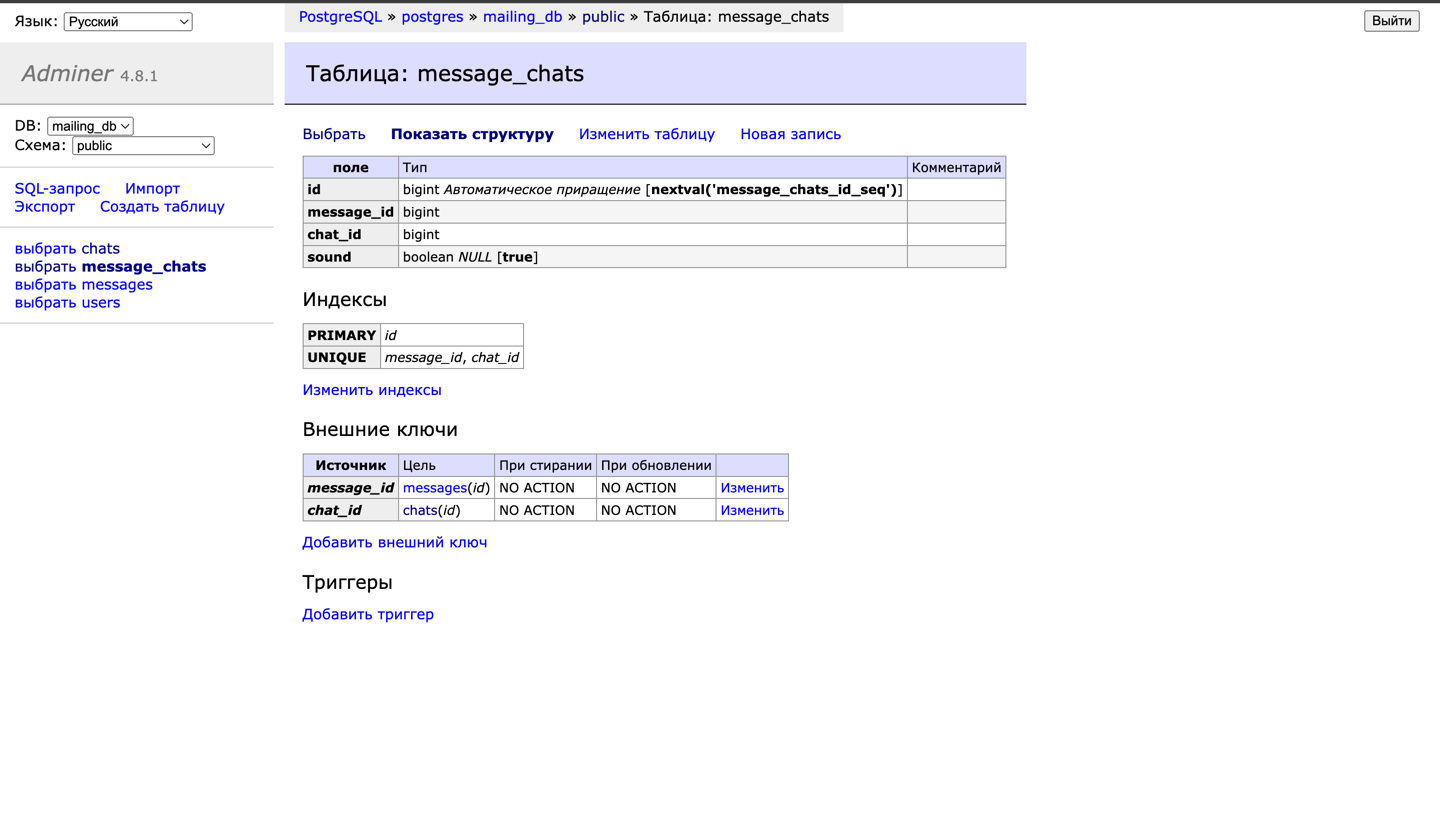 Язык: Русский
PostgreSQL » postgres » mailing_db » public » Таблица: message_chats
Выйти
Adminer 4.8.1
DB: mailing_db
Схема: public
SQL-запрос Импорт
Экспорт Создать таблицу
выбрать chats
выбрать message_chats
выбрать messages
выбрать users
Таблица: message_chats
Выбрать Показать структуру Изменить таблицу Новая запись
поле Тип Комментарий
id bigint Автоматическое приращение [nextval('message_chats_id_seq')]
message_id bigint
chat_id bigint
sound boolean NULL [true]
Индексы
PRIMARY id
UNIQUE message_id, chat_id
Изменить индексы
Внешние ключи
Источник Цель При стирании При обновлении
message_id messages(id) NO ACTION NO ACTION Изменить
chat_id chats(id) NO ACTION NO ACTION Изменить
Добавить внешний ключ
Триггеры
Добавить триггер